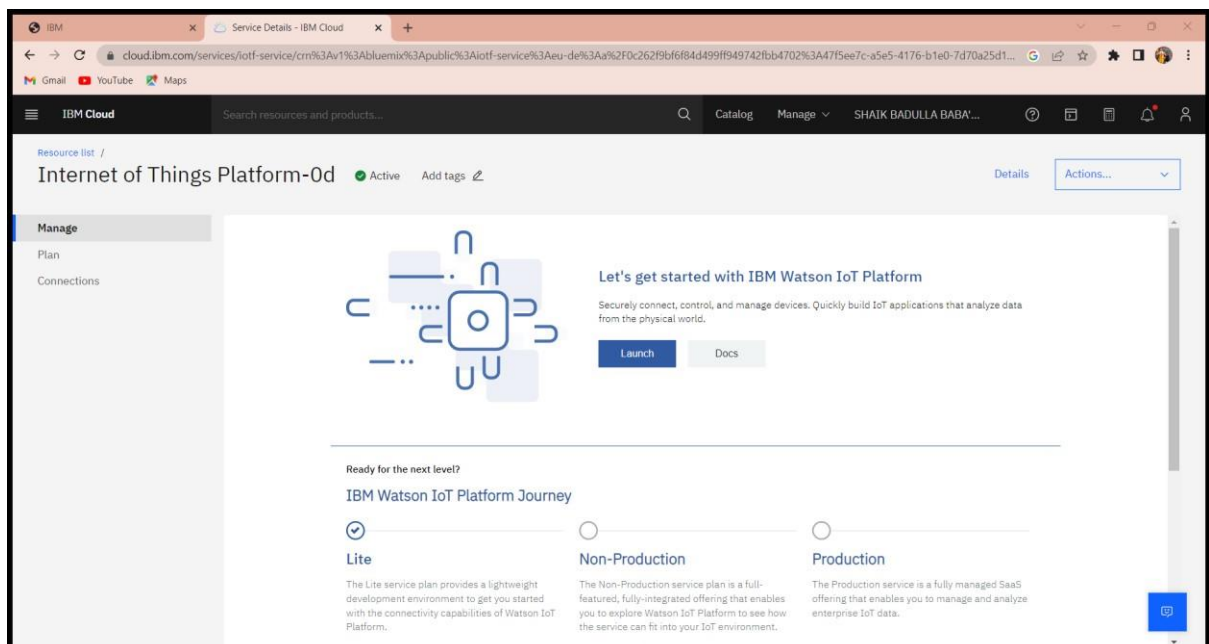 IBM
Service Details - IBM Cloud
cloud.ibm.com/services/iotf-service/crn%3Av1%3Abluemix%3Apublic%3Aiotf-service%3Aeu-de%3Aa%2F0c262f9bf6f84d499ff949742fbb4702%3A47f5ee7c-a5e5-4176-b1e0-7d70a25d1...
Gmail YouTube Maps
IBM Cloud Search resources and products... Catalog Manage SHAIK BADULLA BABA'...
Resource list /
Internet of Things Platform-0d Active Add tags Details Actions...
Manage
Plan
Connections
Let's get started with IBM Watson IoT Platform
Securely connect, control, and manage devices. Quickly build IoT applications that analyze data
from the physical world.
Launch Docs
Ready for the next level?
IBM Watson IoT Platform Journey
Lite
The Lite service plan provides a lightweight
development environment to get you started
with the connectivity capabilities of Watson IoT
Platform.
Non-Production
The Non-Production service plan is a full-
featured, fully-integrated offering that enables
you to explore Watson IoT Platform to see how
the service can fit into your IoT environment.
Production
The Production service is a fully managed SaaS
offering that enables you to manage and analyze
enterprise IoT data.